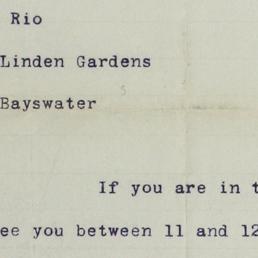 Rio
Linden Gardens
Bayswater
If you are in
ee you between 11 and 12